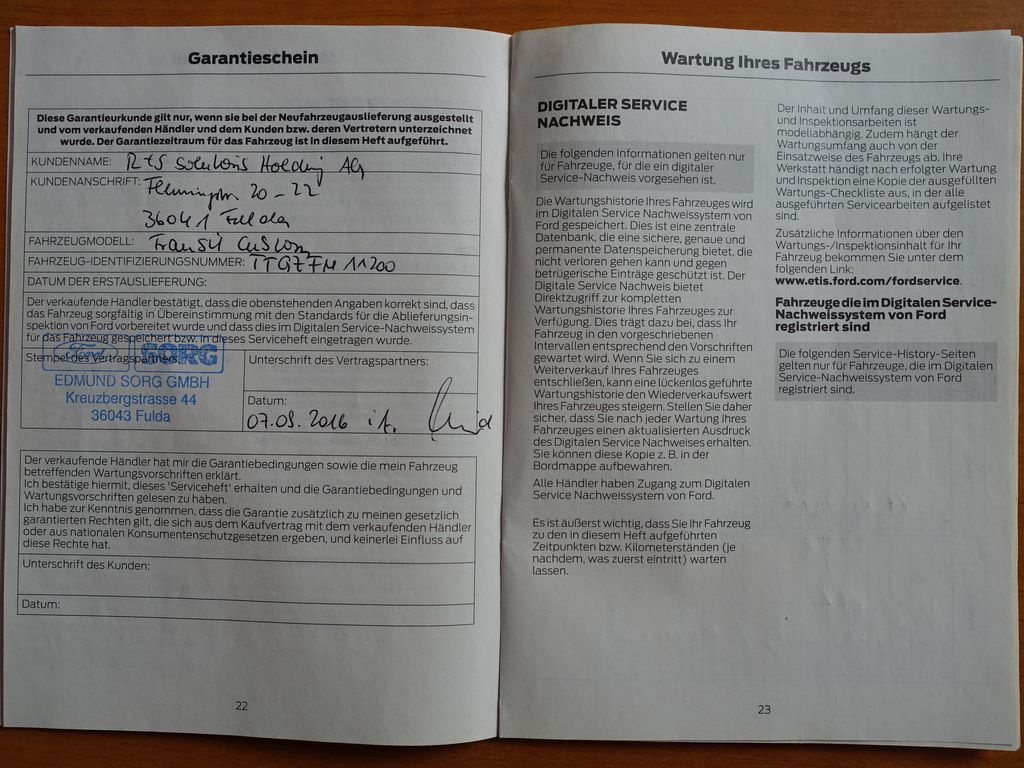 Garantieschein
Diese Garantieurkunde gilt nur, wenn sie bei der Neufahrzeugauslieferung ausgestellt
und vom verkaufenden Händler und dem Kunden bzw. deren Vertretern unterzeichnet
wurde. Der Garantiezeitraum für das Fahrzeug ist in diesem Heft aufgeführt.
KUNDENNAME: Solutions Holding AG
KUNDENANSCHRIFT: 20-22
36041 Fulda
FAHRZEUGMODELL: Transit Custom
FAHRZEUG-IDENTIFIZIERUNGSNUMMER:
DATUM DER ERSTAUSLIEFERUNG:
Der verkaufende Händler bestätigt, dass die obenstehenden Angaben korrekt sind, dass
das Fahrzeug sorgfältig in Übereinstimmung mit den Standards für die Ablieferungsin-
spektion von Ford vorbereitet wurde und dass dies im Digitalen Service-Nachweissystem
für das Fahrzeug gespeichert bzw. in dieses Serviceheft eingetragen wurde.
Stempel des Vertragspartners:
Ford SORG
EDMUND SORG GMBH
Kreuzbergstrasse 44
36043 Fulda
Unterschrift des Vertragspartners:
Datum:
07.09.2016 i.A.
Der verkaufende Händler hat mir die Garantiebedingungen sowie die mein Fahrzeug
betreffenden Wartungsvorschriften erklärt.
Ich bestätige hiermit, dieses 'Serviceheft' erhalten und die Garantiebedingungen und
Wartungsvorschriften gelesen zu haben.
Ich habe zur Kenntnis genommen, dass die Garantie zusätzlich zu meinen gesetzlich
garantierten Rechten gilt, die sich aus dem Kaufvertrag mit dem verkaufenden Händler
oder aus nationalen Konsumentenschutzgesetzen ergeben, und keinerlei Einfluss auf
diese Rechte hat.
Unterschrift des Kunden:
Datum:
22
Wartung Ihres Fahrzeugs
DIGITALER SERVICE
NACHWEIS
Die folgenden Informationen gelten nur
für Fahrzeuge, für die ein digitaler
Service-Nachweis vorgesehen ist.
Die Wartungshistorie Ihres Fahrzeuges wird
im Digitalen Service Nachweissystem von
Ford gespeichert. Dies ist eine zentrale
Datenbank, die eine sichere, genaue und
permanente Datenspeicherung bietet, die
nicht verloren gehen kann und gegen
betrügerische Einträge geschützt ist. Der
Digitale Service Nachweis bietet
Direktzugriff zur kompletten
Wartungshistorie Ihres Fahrzeuges zur
Verfügung. Dies trägt dazu bei, dass Ihr
Fahrzeug in den vorgeschriebenen
Intervallen entsprechend den Vorschriften
gewartet wird. Wenn Sie sich zu einem
Weiterverkauf Ihres Fahrzeuges
entschließen, kann eine lückenlos geführte
Wartungshistorie den Wiederverkaufswert
Ihres Fahrzeuges steigern. Stellen Sie daher
sicher, dass Sie nach jeder Wartung Ihres
Fahrzeuges einen aktualisierten Ausdruck
des Digitalen Service Nachweises erhalten.
Sie können diese Kopie z. B. in der
Bordmappe aufbewahren.
Alle Händler haben Zugang zum Digitalen
Service Nachweissystem von Ford.
Es ist äußerst wichtig, dass Sie Ihr Fahrzeug
zu den in diesem Heft aufgeführten
Zeitpunkten bzw. Kilometerständen (je
nachdem, was zuerst eintritt) warten
lassen.
Der Inhalt und Umfang dieser Wartungs-
und Inspektionsarbeiten ist
modellabhängig. Zudem hängt der
Wartungsumfang auch von der
Einsatzweise des Fahrzeugs ab. Ihre
Werkstatt händigt nach erfolgter Wartung
und Inspektion eine Kopie der ausgefüllten
Wartungs-Checkliste aus, in der alle
ausgeführten Servicearbeiten aufgelistet
sind.
Zusätzliche Informationen über den
Wartungs-/Inspektionsinhalt für Ihr
Fahrzeug bekommen Sie unter dem
folgenden Link:
www.etis.ford.com/fordservice.
Fahrzeuge die im Digitalen Service-
Nachweissystem von Ford
registriert sind
Die folgenden Service-History-Seiten
gelten nur für Fahrzeuge, die im Digitalen
Service-Nachweissystem von Ford
registriert sind.
23